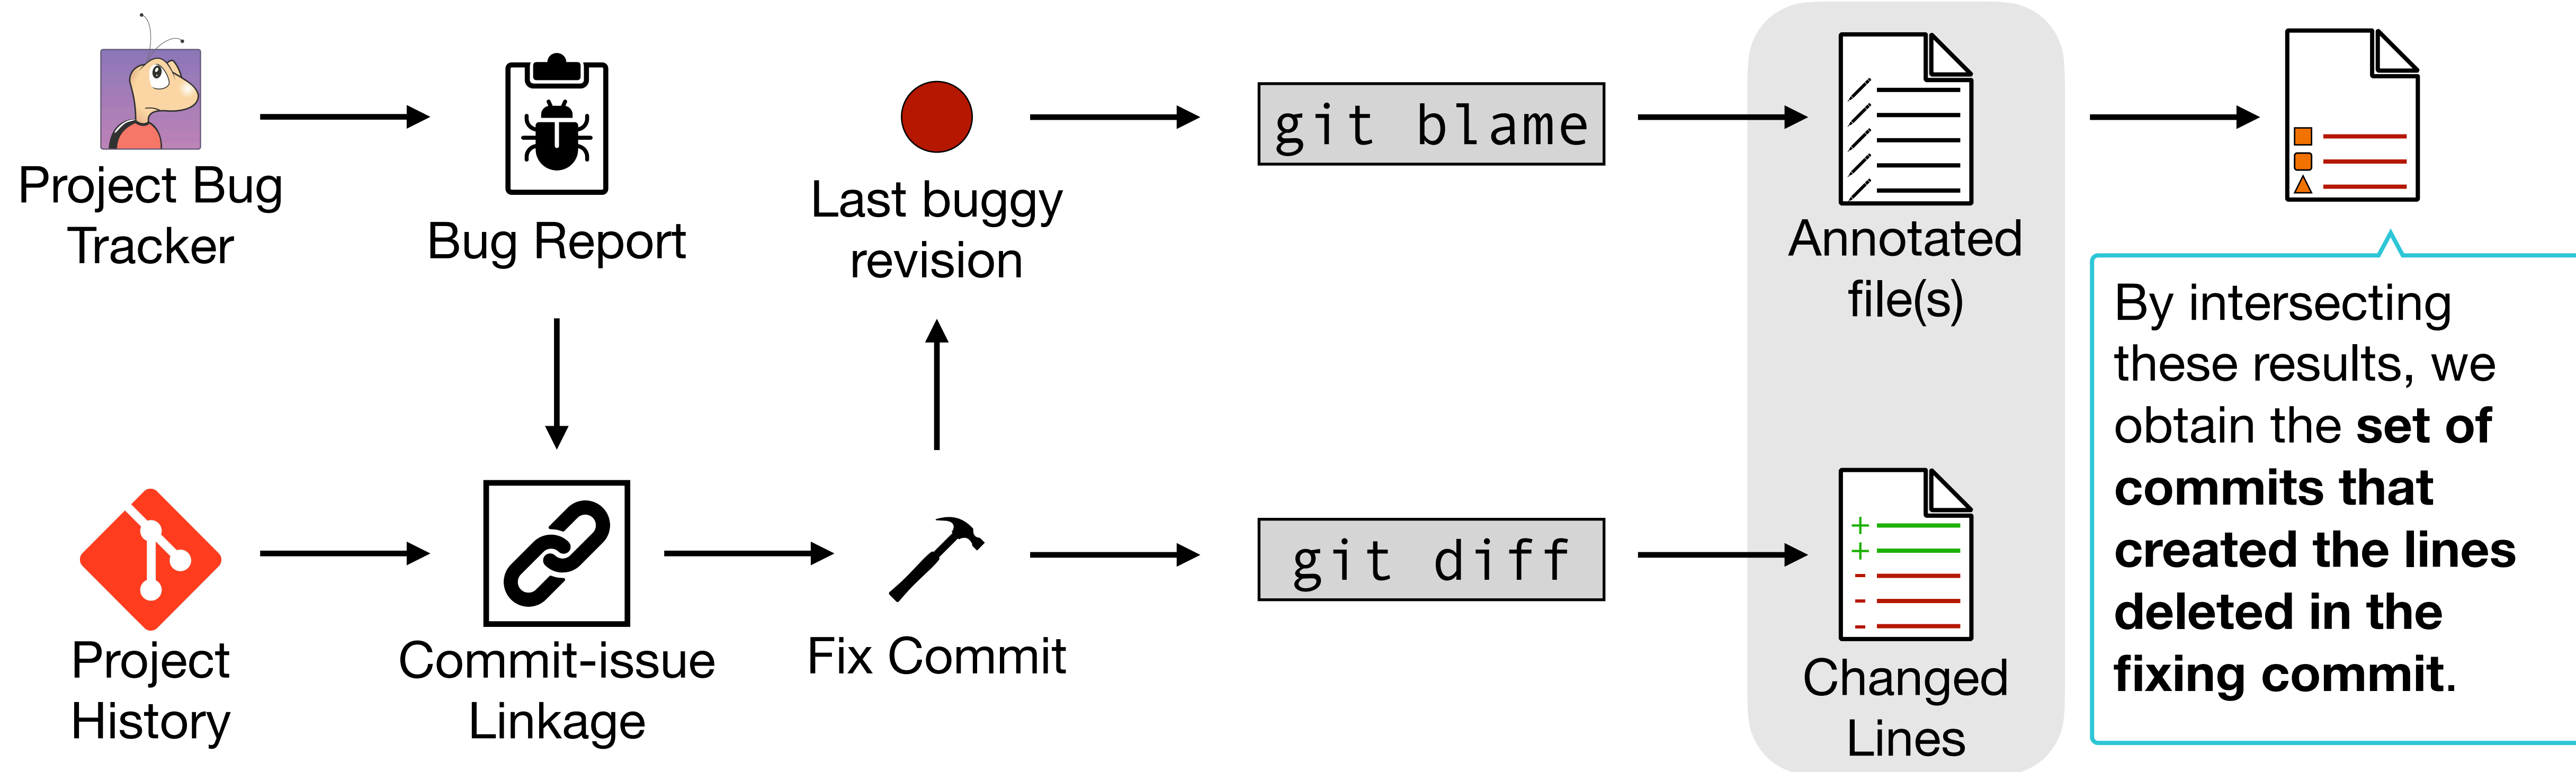 Project Bug
Tracker
Bug Report
Last buggy
revision
git blame
Annotated
file(s)
By intersecting
these results, we
obtain the set of
commits that
created the lines
deleted in the
fixing commit.
Project
History
Commit-issue
Linkage
Fix Commit
git diff
+
+
-
-
-
Changed
Lines